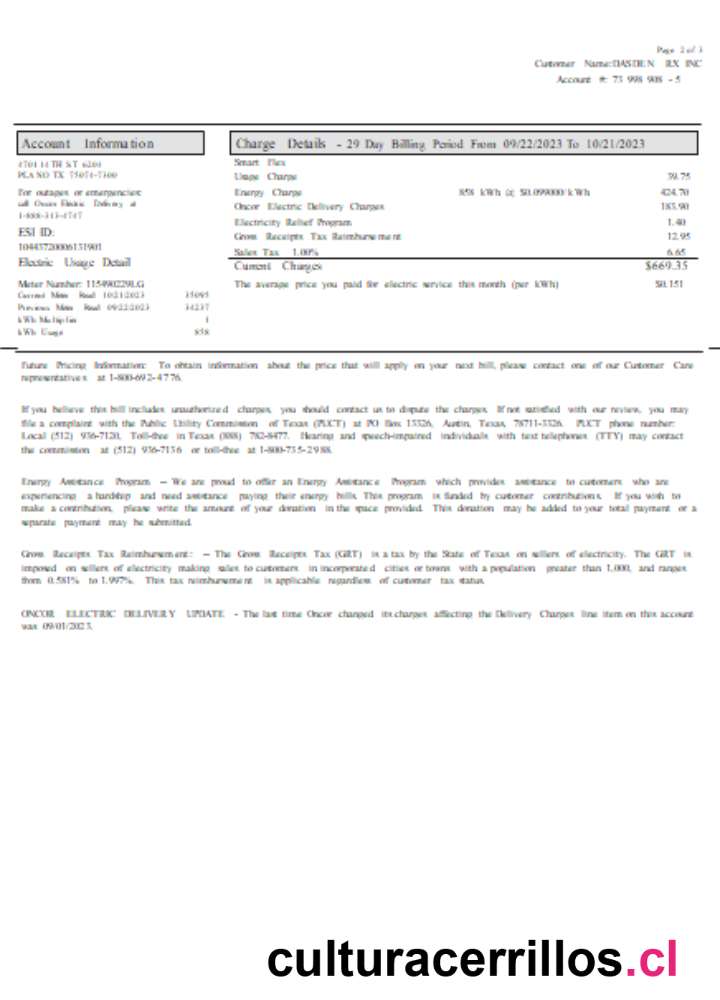 Page 2 of 3
Customer Name:DASDEN RX INC
Account #: 73 998 908 - 5
Account Information
4701 14TH ST 6201
PLANO TX 75074-7300
For outages or emergencies:
call Oncor Electric Delivery at
1-888-313-4747
ESI ID:
10443720006131901
Electric Usage Detail
Meter Number: 115490229LG
Current Meter Read 10/21/2023 35095
Previous Meter Read 09/22/2023 34237
kWh Multiplier 1
kWh Usage 858
Charge Details - 29 Day Billing Period From 09/22/2023 To 10/21/2023
Smart Flex
Usage Charge 39.75
Energy Charge 858 kWh @ $0.099000/kWh 424.70
Oncor Electric Delivery Charges 183.90
Electricity Relief Program 1.40
Gross Receipts Tax Reimbursement 12.95
Sales Tax 1.00% 6.65
Current Charges $669.35
The average price you paid for electric service this month (per kWh) $0.151
Future Pricing Information: To obtain information about the price that will apply on your next bill, please contact one of our Customer Care
representatives at 1-800-692-4776.
If you believe this bill includes unauthorized charges, you should contact us to dispute the charges. If not satisfied with our review, you may
file a complaint with the Public Utility Commission of Texas (PUCT) at PO Box 13326, Austin, Texas, 78711-3326. PUCT phone number:
Local (512) 936-7120, Toll-free in Texas (888) 782-8477. Hearing and speech-impaired individuals with text telephones (TTY) may contact
the commission at (512) 936-7136 or toll-free at 1-800-735-2988.
Energy Assistance Program – We are proud to offer an Energy Assistance Program which provides assistance to customers who are
experiencing a hardship and need assistance paying their energy bills. This program is funded by customer contributions. If you wish to
make a contribution, please write the amount of your donation in the space provided. This donation may be added to your total payment or a
separate payment may be submitted.
Gross Receipts Tax Reimbursement: – The Gross Receipts Tax (GRT) is a tax by the State of Texas on sellers of electricity. The GRT is
imposed on sellers of electricity making sales to customers in incorporated cities or towns with a population greater than 1,000, and ranges
from 0.581% to 1.997%. This tax reimbursement is applicable regardless of customer tax status.
ONCOR ELECTRIC DELIVERY UPDATE - The last time Oncor changed its charges affecting the Delivery Charges line item on this account
was 09/01/2023.
culturacerrillos.cl